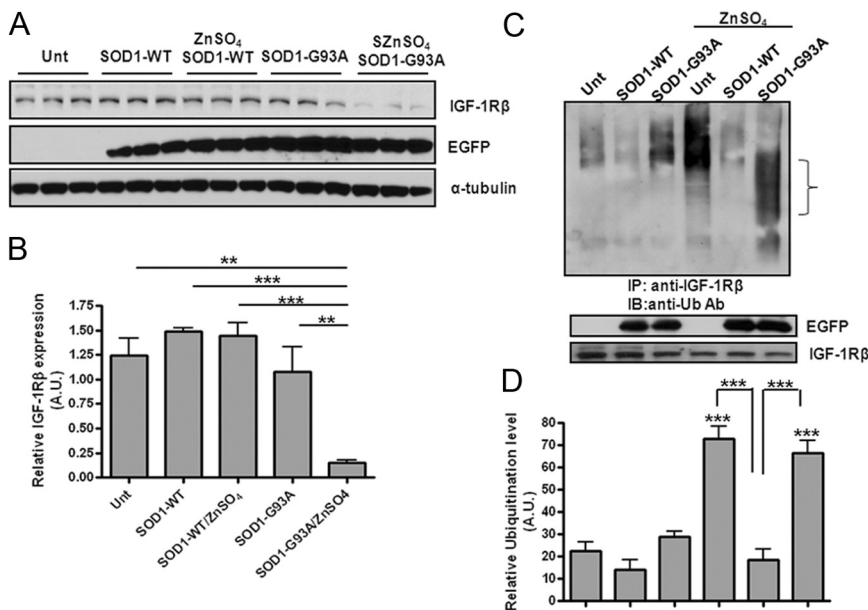 A
Unt
SOD1-WT
ZnSO₄
SOD1-WT
SOD1-G93A
SZnSO₄
SOD1-G93A
IGF-1Rβ
EGFP
α-tubulin
B
Relative IGF-1Rβ expression
(A.U.)
1.75
1.50
1.25
1.00
0.75
0.50
0.25
0.00
**
***
***
**
Unt
SOD1-WT
SOD1-WT/ZnSO₄
SOD1-G93A
SOD1-G93A/ZnSO4
C
ZnSO₄
Unt
SOD1-WT
SOD1-G93A
Unt
SOD1-WT
SOD1-G93A
IP: anti-IGF-1Rβ
IB:anti-Ub Ab
EGFP
IGF-1Rβ
D
Relative Ubiquitination level
(A.U.)
80
70
60
50
40
30
20
10
0
***
***
***
***